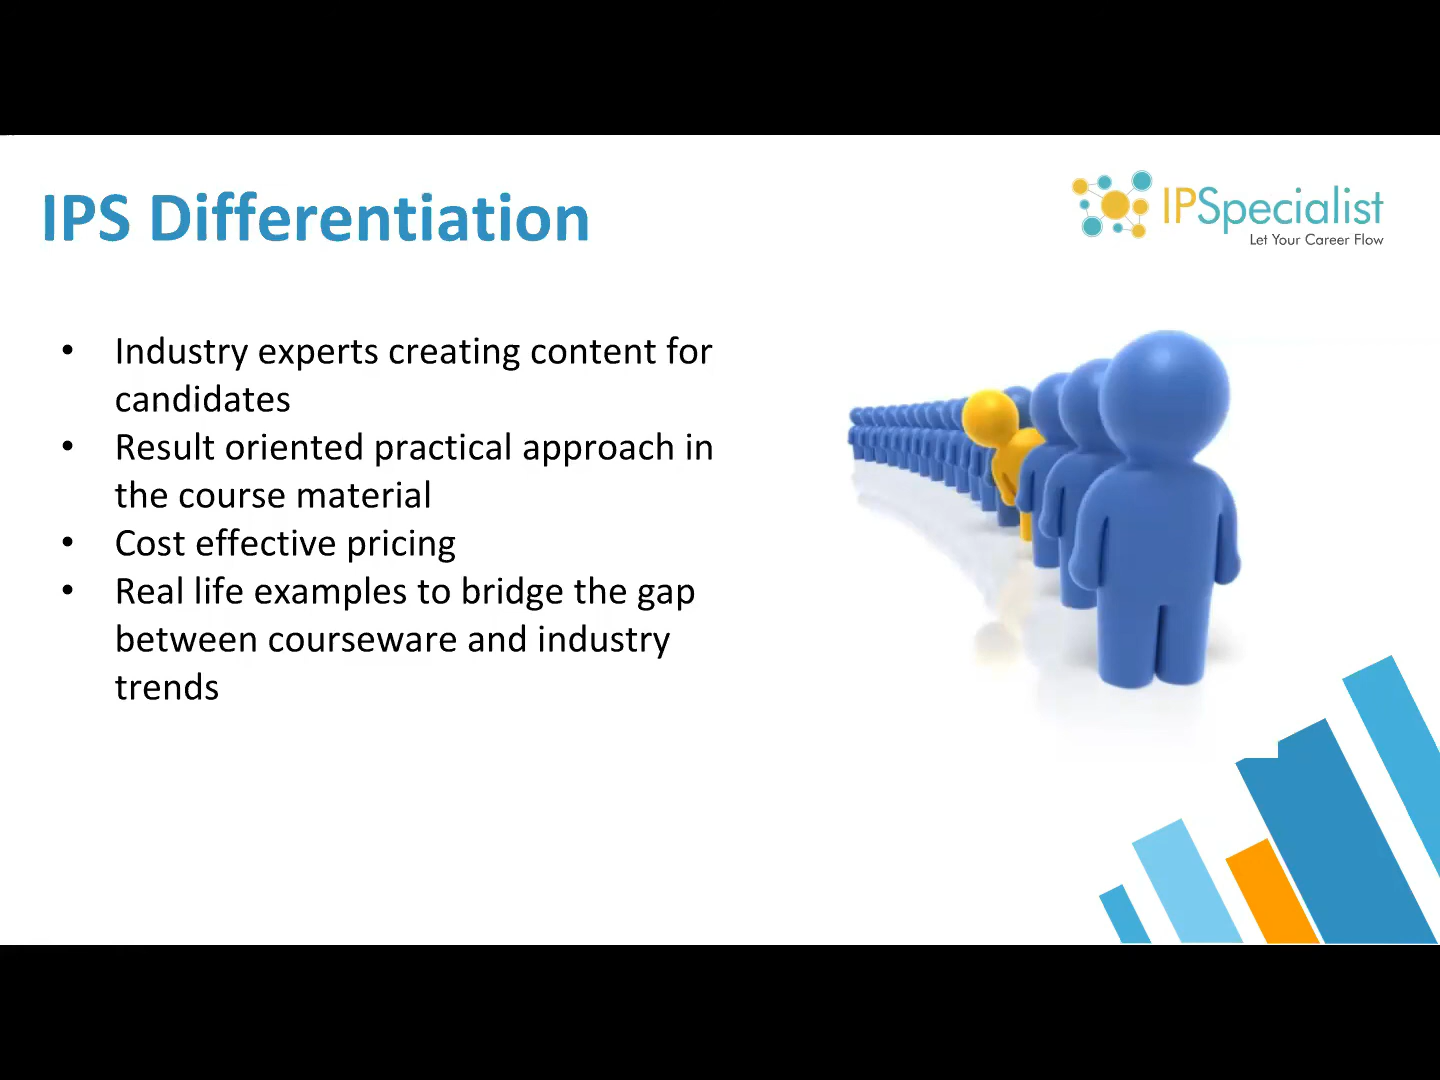 IPS Differentiation
IPSpecialist
Let Your Career Flow
• Industry experts creating content for
candidates
• Result oriented practical approach in
the course material
• Cost effective pricing
• Real life examples to bridge the gap
between courseware and industry
trends